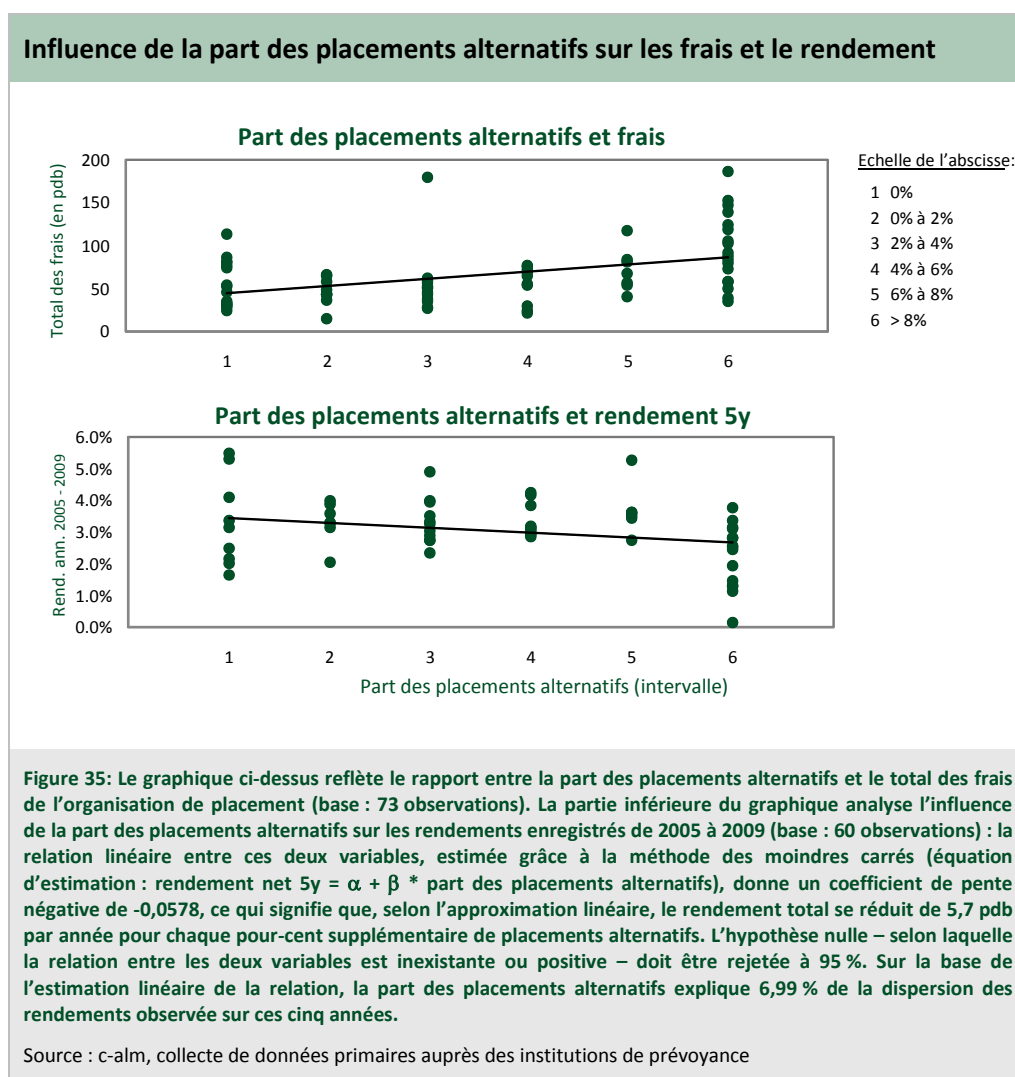 Influence de la part des placements alternatifs sur les frais et le rendement
Part des placements alternatifs et frais
Total des frais (en pdb)
200
150
100
50
0
1 2 3 4 5 6
Echelle de l'abscisse:
1 0%
2 0% à 2%
3 2% à 4%
4 4% à 6%
5 6% à 8%
6 > 8%
Part des placements alternatifs et rendement 5y
Rend. ann. 2005 - 2009
6.0%
5.0%
4.0%
3.0%
2.0%
1.0%
0.0%
1 2 3 4 5 6
Part des placements alternatifs (intervalle)
Figure 35: Le graphique ci-dessus reflète le rapport entre la part des placements alternatifs et le total des frais
de l'organisation de placement (base : 73 observations). La partie inférieure du graphique analyse l'influence
de la part des placements alternatifs sur les rendements enregistrés de 2005 à 2009 (base : 60 observations) : la
relation linéaire entre ces deux variables, estimée grâce à la méthode des moindres carrés (équation
d'estimation : rendement net 5y = α + β * part des placements alternatifs), donne un coefficient de pente
négative de -0,0578, ce qui signifie que, selon l'approximation linéaire, le rendement total se réduit de 5,7 pdb
par année pour chaque pour-cent supplémentaire de placements alternatifs. L'hypothèse nulle – selon laquelle
la relation entre les deux variables est inexistante ou positive – doit être rejetée à 95 %. Sur la base de
l'estimation linéaire de la relation, la part des placements alternatifs explique 6,99 % de la dispersion des
rendements observée sur ces cinq années.
Source : c-alm, collecte de données primaires auprès des institutions de prévoyance